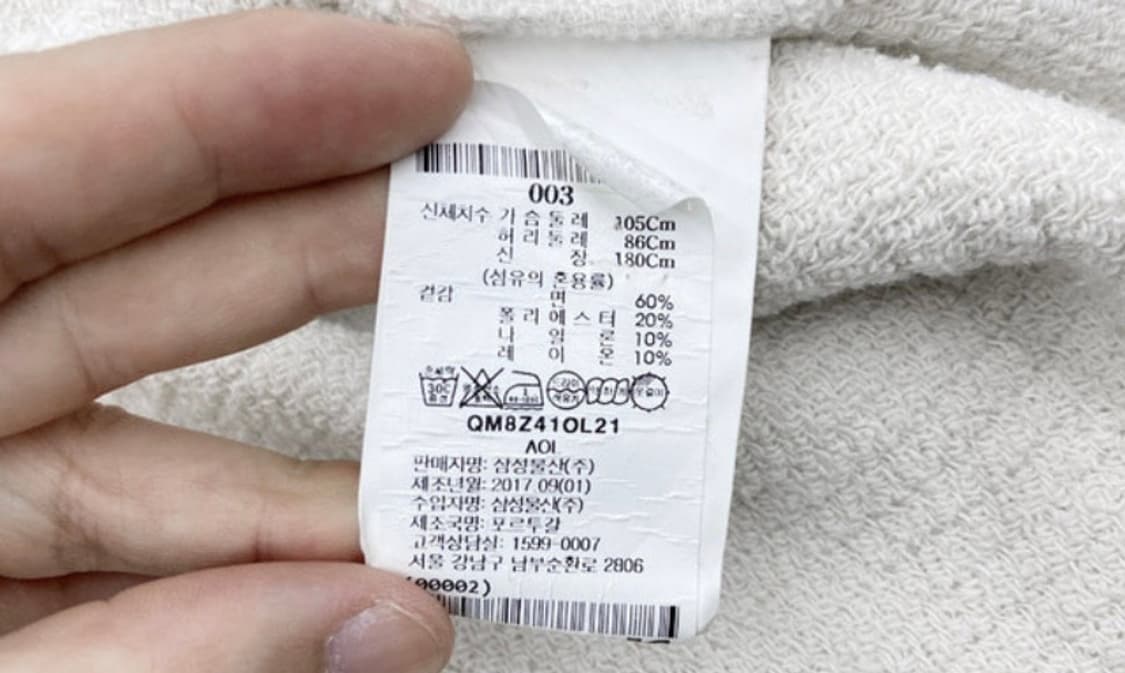 003
신체치수 가슴둘레 105Cm
허리둘레 86Cm
신 장 180Cm
(섬유의 혼용률)
겉감 면 60%
폴리에스터 20%
나 일 론 10%
레 이 온 10%
30C
드라이
QM8Z41OL21
AOI
판매자명: 삼성물산(주)
제조년월: 2017.09(01)
수입자명: 삼성물산(주)
제조국명: 포르투갈
고객상담실: 1599-0007
서울 강남구 남부순환로 2806
00002)